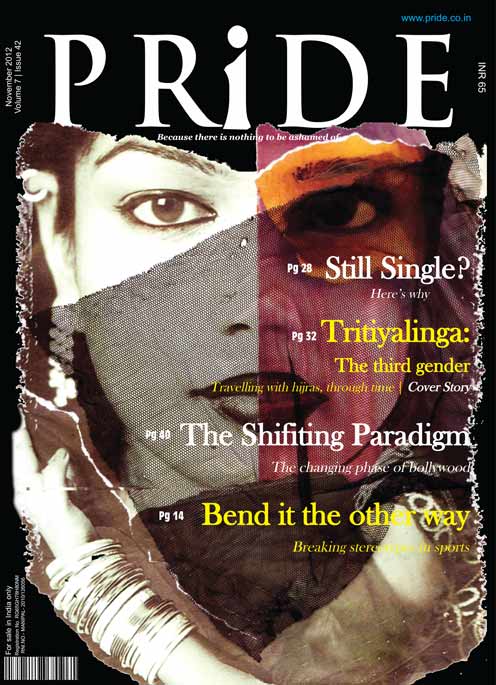 www.pride.co.in
November 2012
Volume 7 | Issue 42
PRiDE
INR 65
Because there is nothing to be ashamed of
Pg 28 Still Single?
Here's why
Pg 32 Tritiyalinga:
The third gender
Travelling with hijras, through time | Cover Story
Pg 40 The Shifiting Paradigm
The changing phase of bollywood
Pg 14 Bend it the other way
Breaking stereotypes in sports
For sale in India only